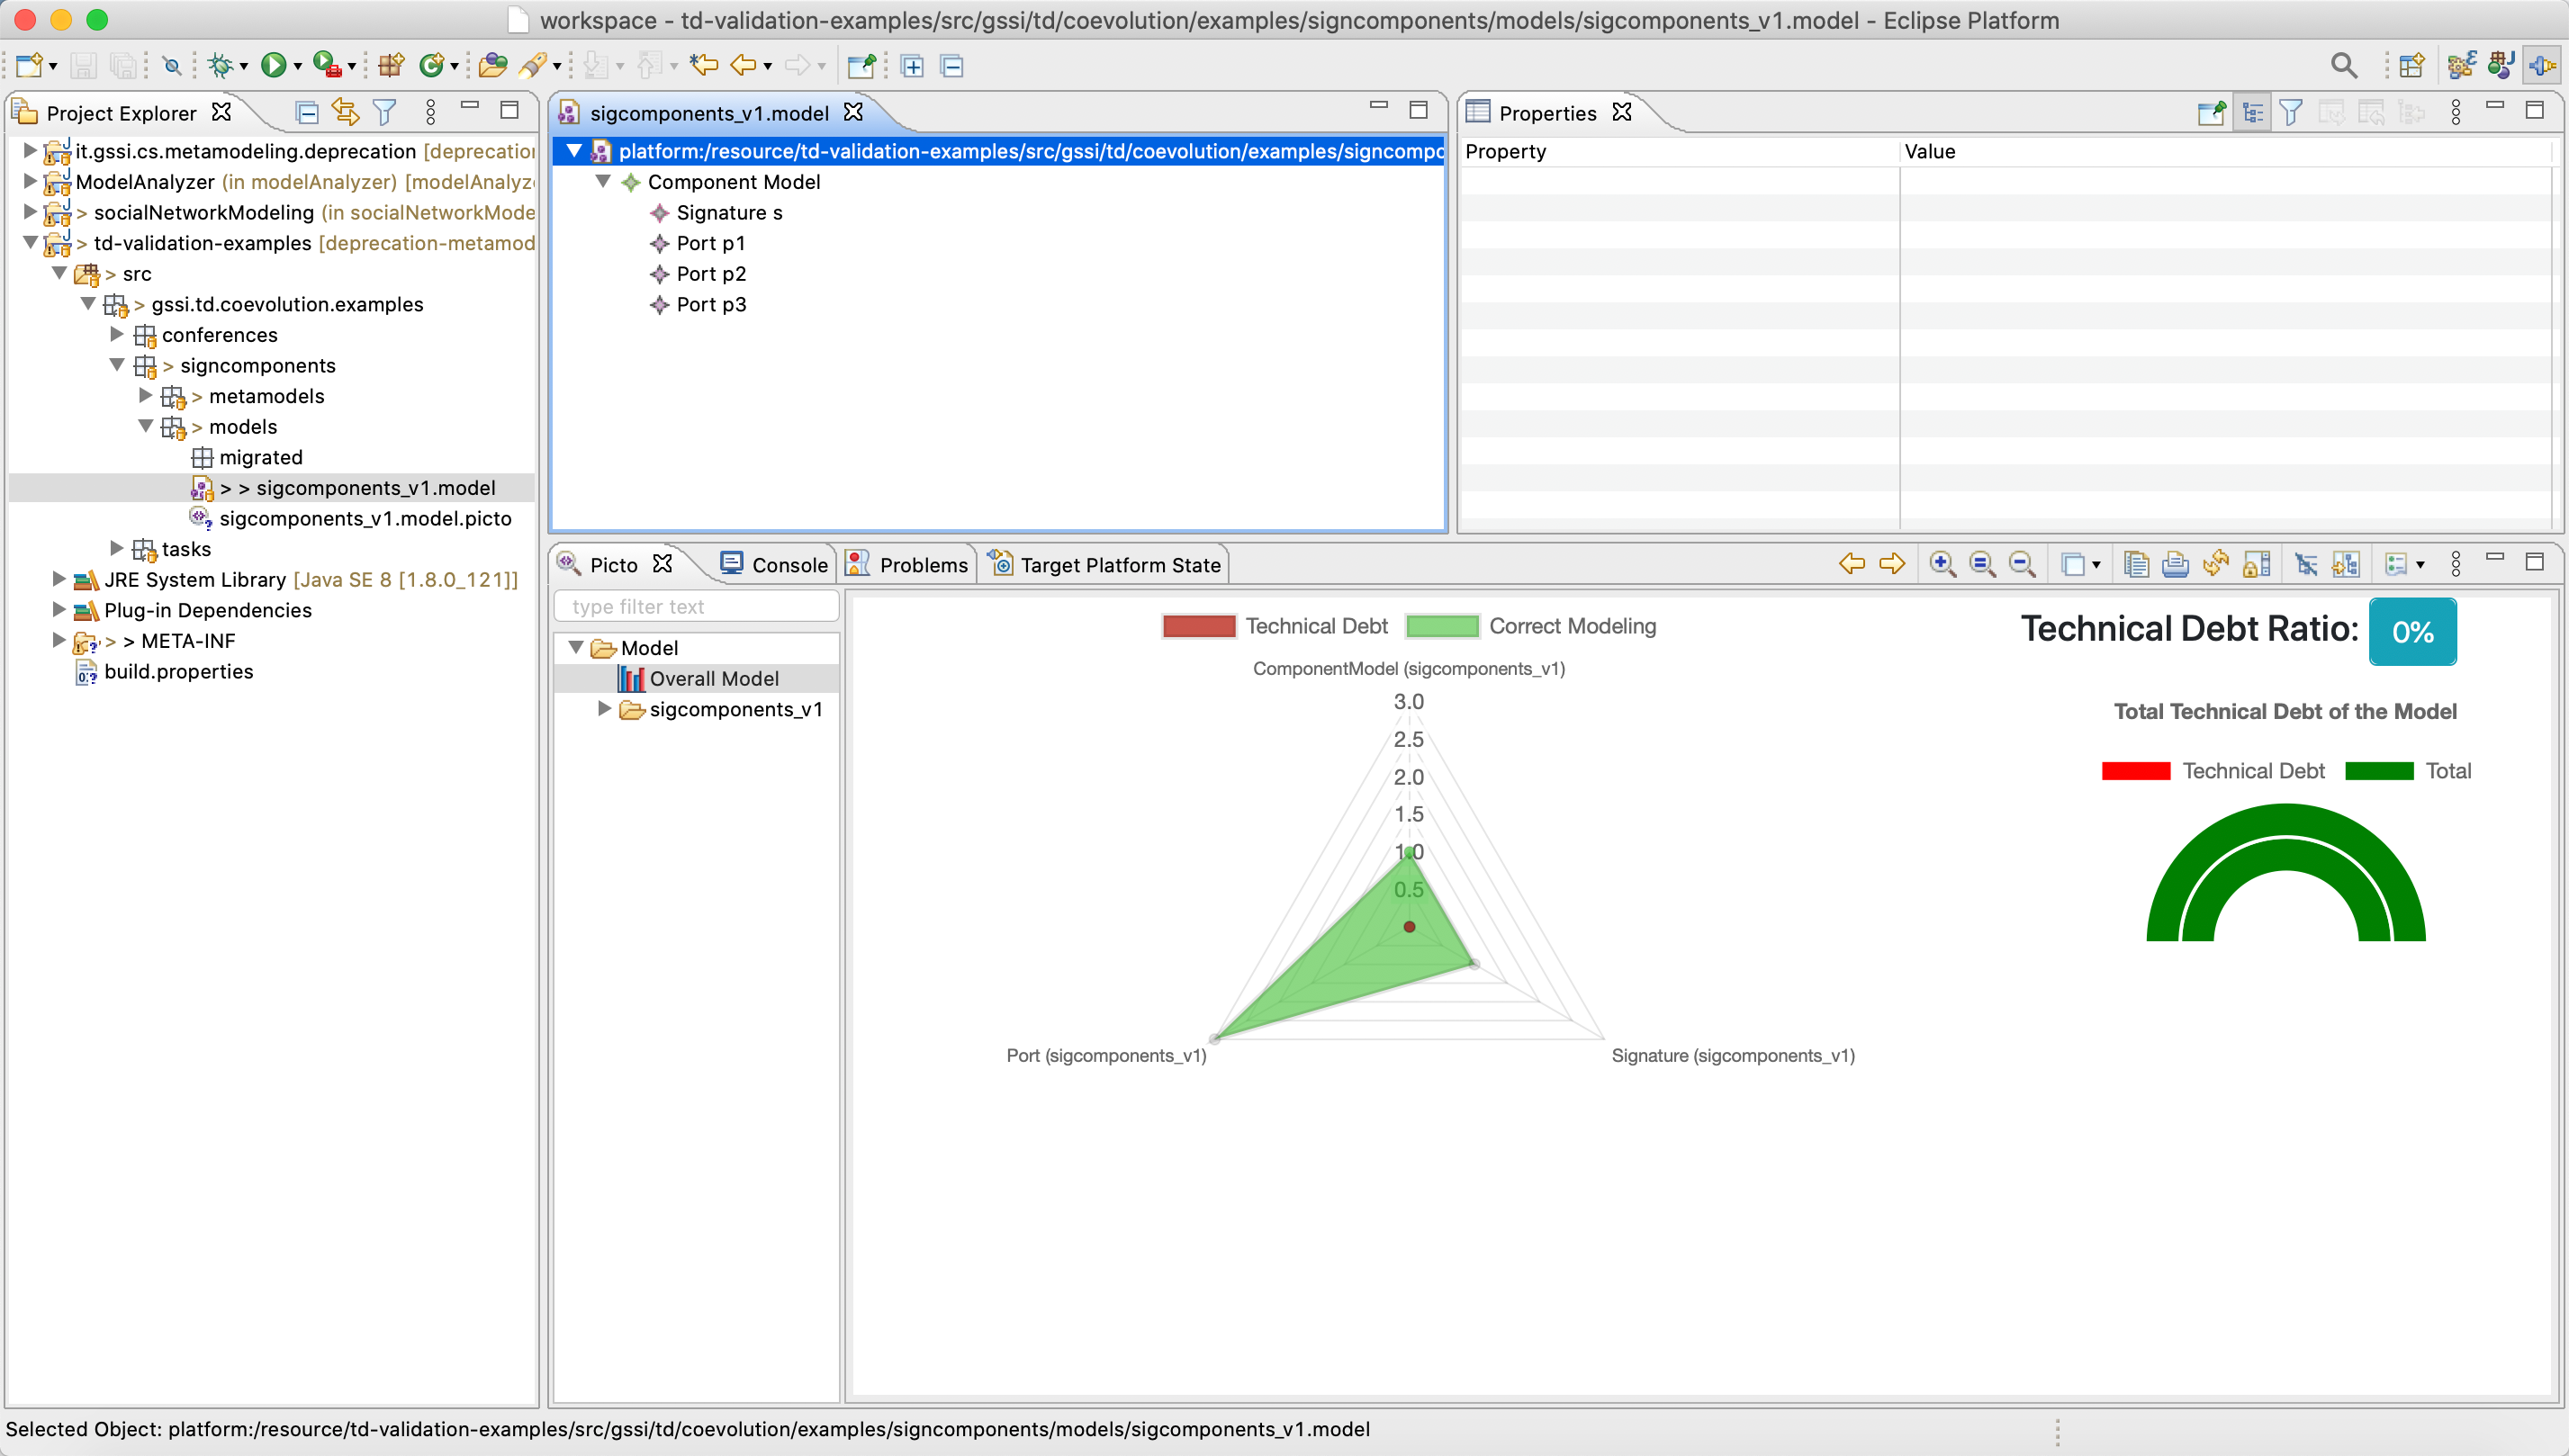 workspace - td-validation-examples/src/gssi/td/coevolution/examples/signcomponents/models/sigcomponents_v1.model - Eclipse Platform
Project Explorer
it.gssi.cs.metamodeling.deprecation [deprecation
ModelAnalyzer (in modelAnalyzer) [modelAnalyz
> socialNetworkModeling (in socialNetworkMode
> td-validation-examples [deprecation-metamod
> src
> gssi.td.coevolution.examples
conferences
> signcomponents
> metamodels
> models
migrated
> > sigcomponents_v1.model
sigcomponents_v1.model.picto
tasks
JRE System Library [Java SE 8 [1.8.0_121]]
Plug-in Dependencies
> > META-INF
build.properties
sigcomponents_v1.model
platform:/resource/td-validation-examples/src/gssi/td/coevolution/examples/signcompo
Component Model
Signature s
Port p1
Port p2
Port p3
Properties
Property Value
Picto Console Problems Target Platform State
type filter text
Model
Overall Model
sigcomponents_v1
Technical Debt Correct Modeling
ComponentModel (sigcomponents_v1)
3.0
2.5
2.0
1.5
1.0
0.5
Port (sigcomponents_v1)
Signature (sigcomponents_v1)
Technical Debt Ratio: 0%
Total Technical Debt of the Model
Technical Debt Total
Selected Object: platform:/resource/td-validation-examples/src/gssi/td/coevolution/examples/signcomponents/models/sigcomponents_v1.model